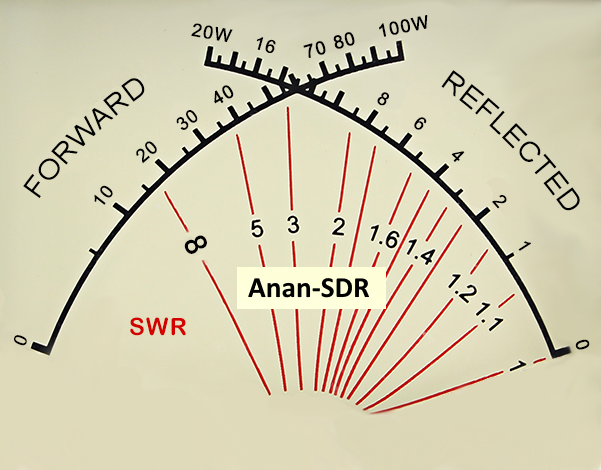 20W 16 70 80 100W
FORWARD
REFLECTED
0 10 20 30 40
8 6 4 2 1 0
∞ 5 3 2 1.6 1.4 1.2 1.1 1
Anan-SDR
SWR